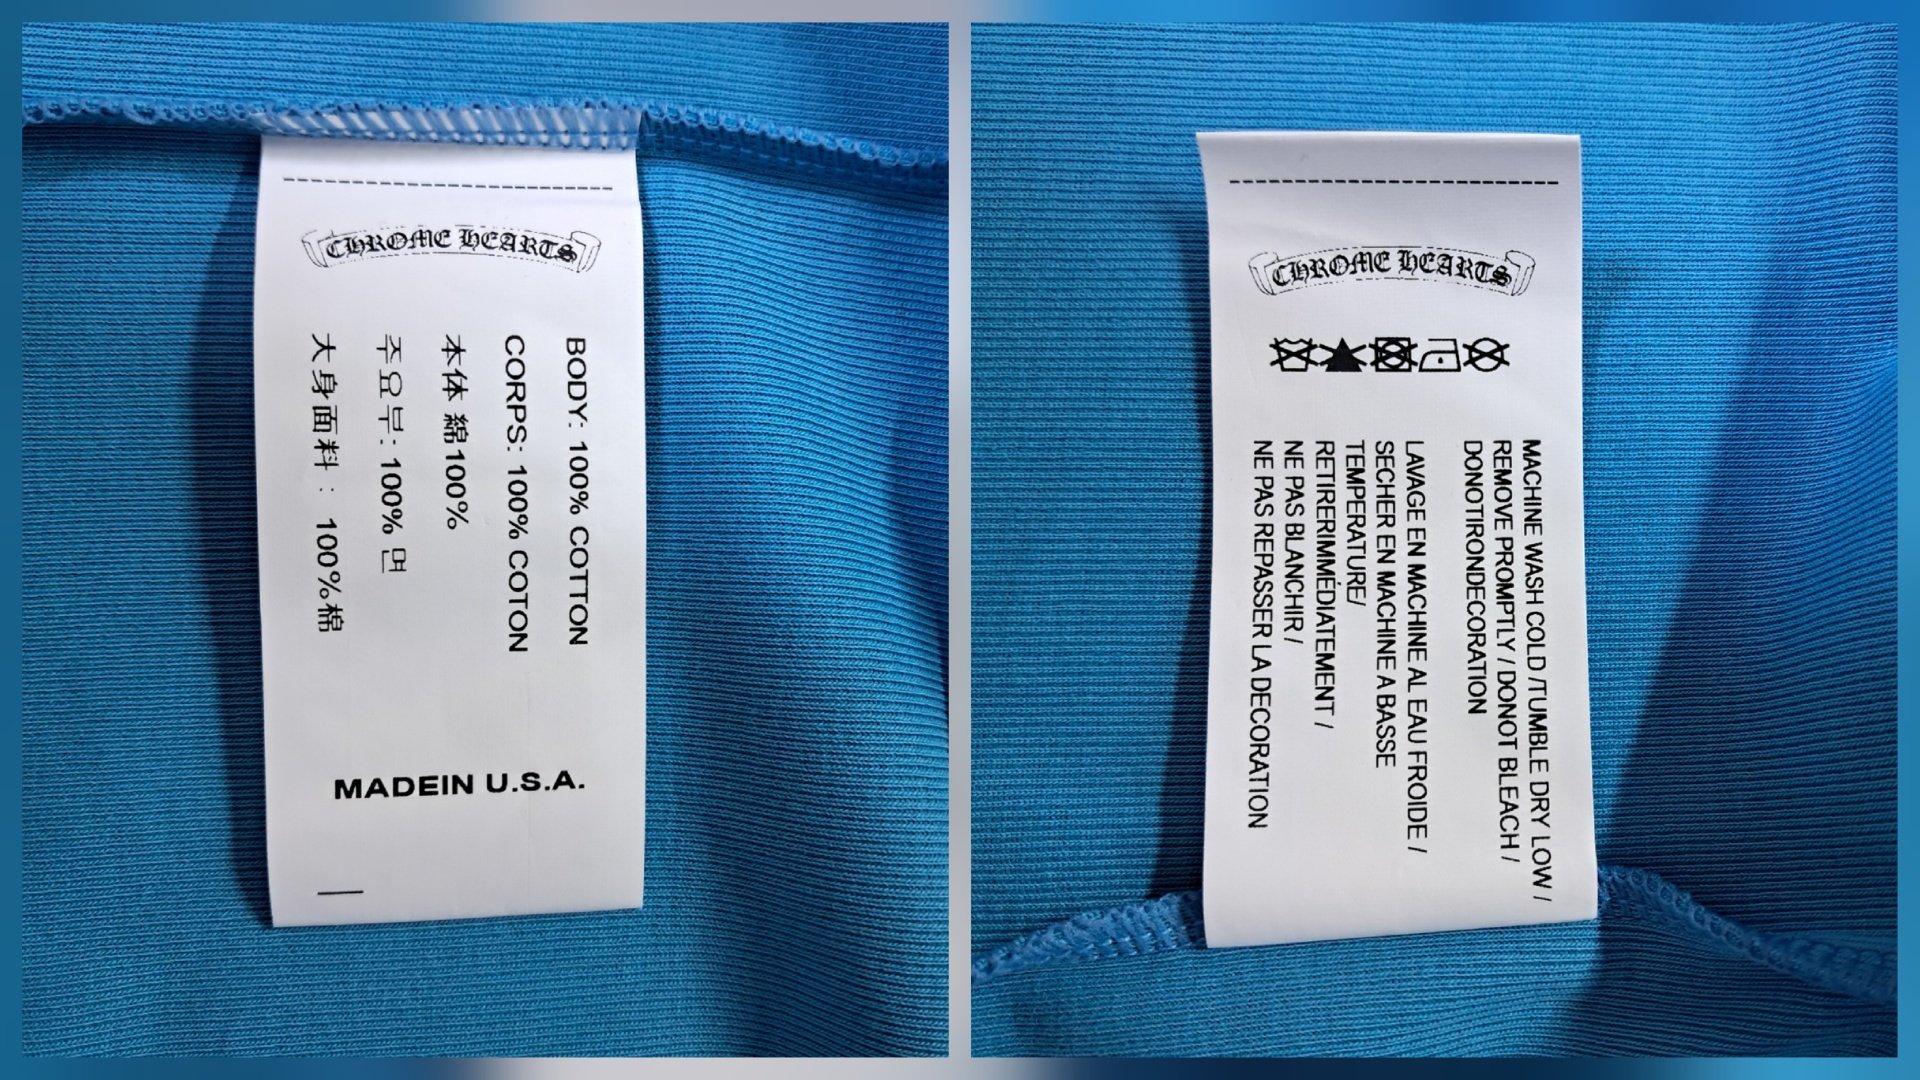 CHROME HEARTS
BODY: 100% COTTON
CORPS: 100% COTON
本体 綿100%
주요부: 100% 면
大身面料： 100%棉
MADEIN U.S.A.
CHROME HEARTS
MACHINE WASH COLD /TUMBLE DRY LOW /
REMOVE PROMPTLY / DONOT BLEACH /
DONOTIRONDECORATION
LAVAGE EN MACHINE AL EAU FROIDE /
SECHER EN MACHINE A BASSE
TEMPERATURE/
RETIRERIMMÉDIATEMENT /
NE PAS BLANCHIR /
NE PAS REPASSER LA DECORATION